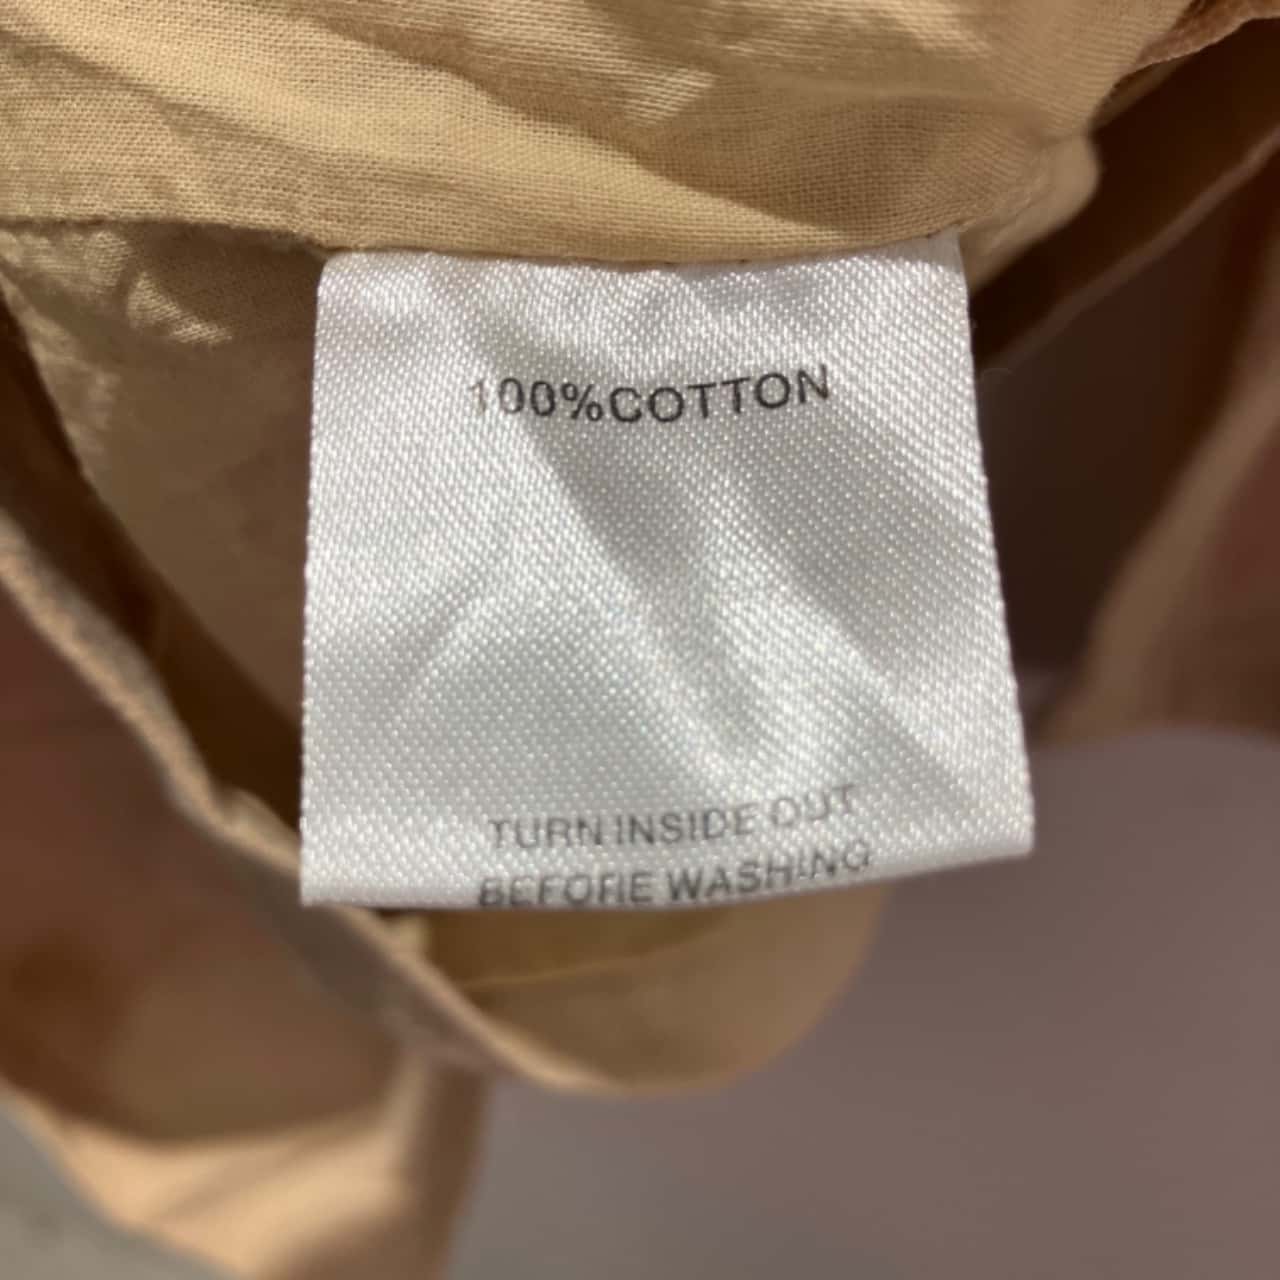 100%COTTON
TURN INSIDE OUT
BEFORE WASHING